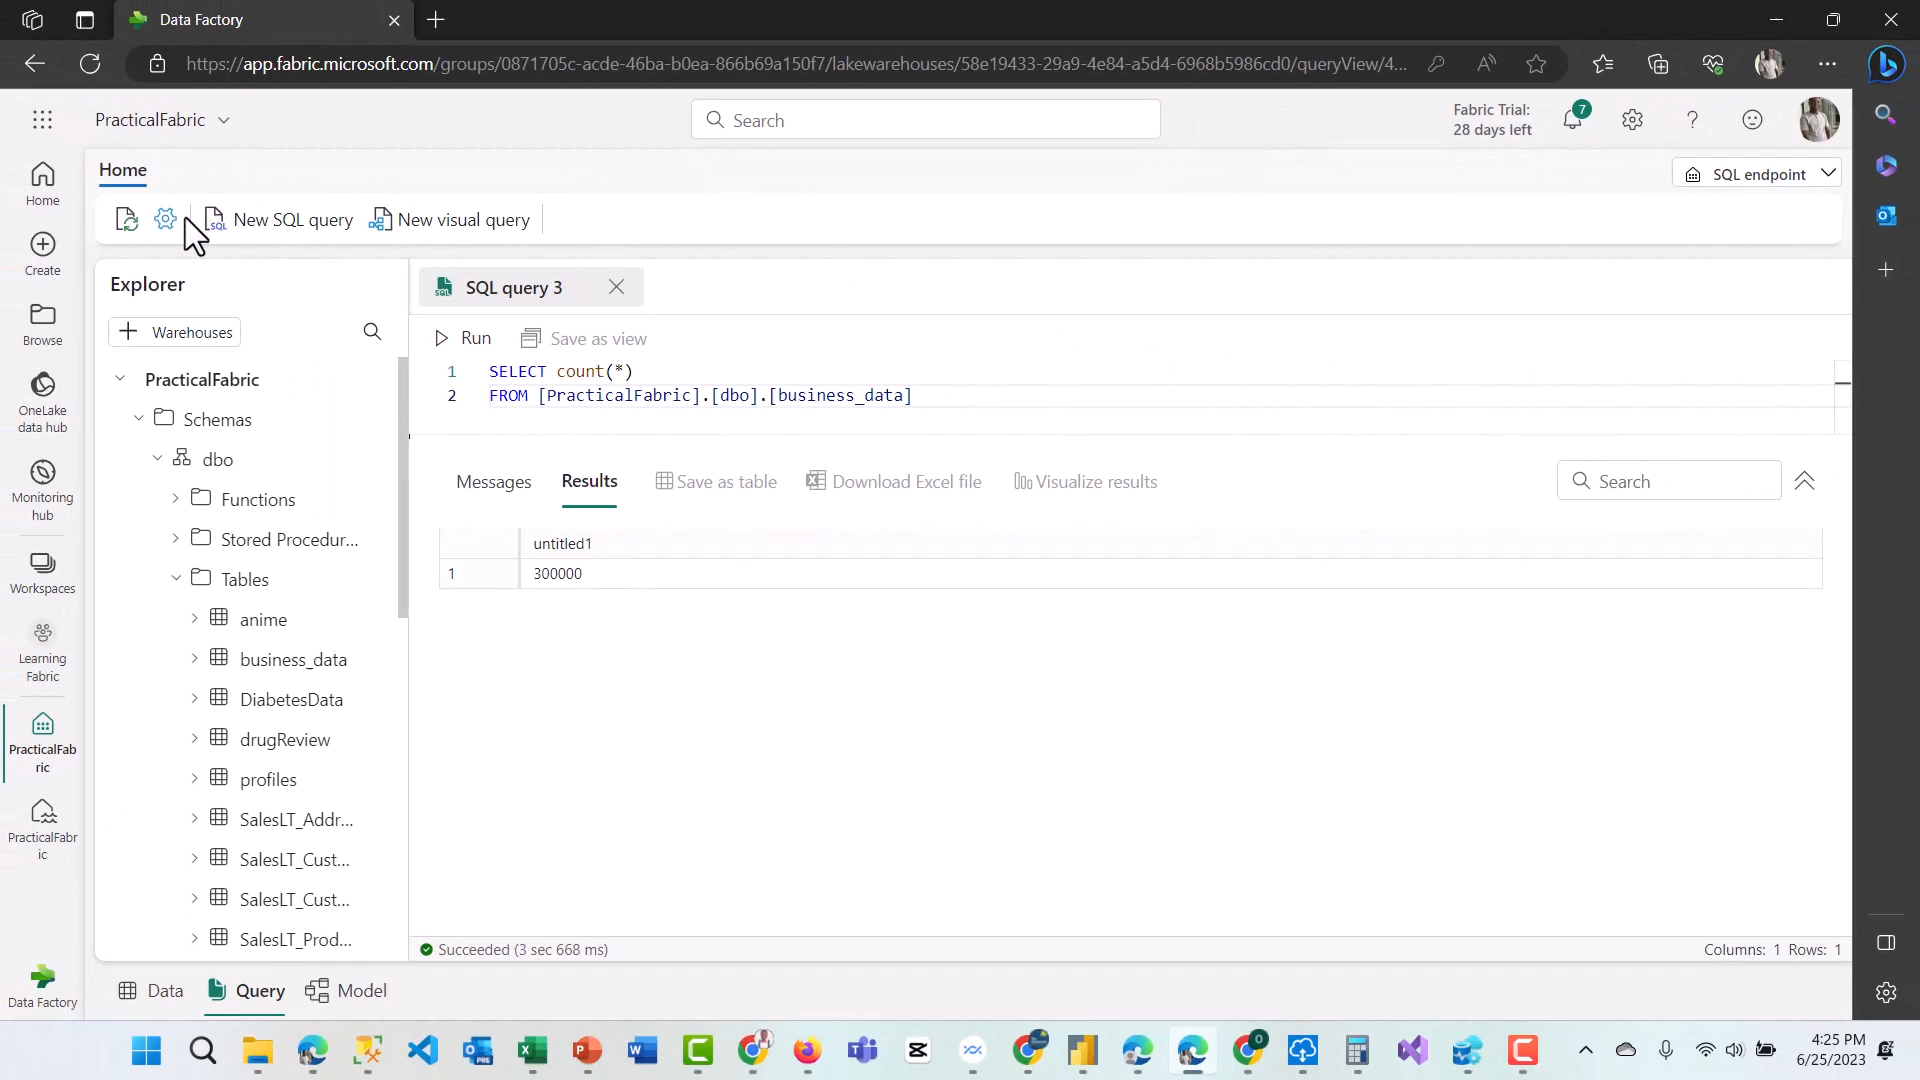 Data Factory
https://app.fabric.microsoft.com/groups/0871705c-acde-46ba-b0ea-866b69a150f7/lakewarehouses/58e19433-29a9-4e84-a5d4-6968b5986cd0/queryView/4...
PracticalFabric
Search
Fabric Trial:
28 days left
7
Home
SQL endpoint
New SQL query
New visual query
Home
Create
Browse
OneLake
data hub
Monitoring
hub
Workspaces
Learning
Fabric
PracticalFab
ric
PracticalFabr
ic
Data Factory
Explorer
Warehouses
PracticalFabric
Schemas
dbo
Functions
Stored Procedur...
Tables
anime
business_data
DiabetesData
drugReview
profiles
SalesLT_Addr...
SalesLT_Cust...
SalesLT_Cust...
SalesLT_Prod...
SQL query 3
Run
Save as view
1 SELECT count(*)
2 FROM [PracticalFabric].[dbo].[business_data]
Messages
Results
Save as table
Download Excel file
Visualize results
Search
untitled1
1 300000
Succeeded (3 sec 668 ms)
Columns: 1 Rows: 1
Data
Query
Model
4:25 PM
6/25/2023